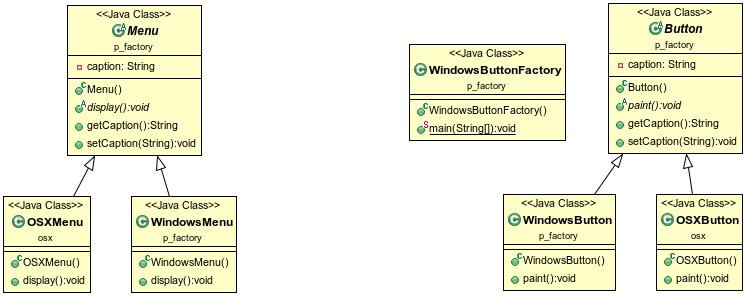 <<Java Class>>
Menu
p_factory
caption: String
Menu()
display():void
getCaption():String
setCaption(String):void
<<Java Class>>
WindowsButtonFactory
p_factory
WindowsButtonFactory()
main(String[]):void
<<Java Class>>
Button
p_factory
caption: String
Button()
paint():void
getCaption():String
setCaption(String):void
<<Java Class>>
OSXMenu
osx
OSXMenu()
display():void
<<Java Class>>
WindowsMenu
p_factory
WindowsMenu()
display():void
<<Java Class>>
WindowsButton
p_factory
WindowsButton()
paint():void
<<Java Class>>
OSXButton
osx
OSXButton()
paint():void